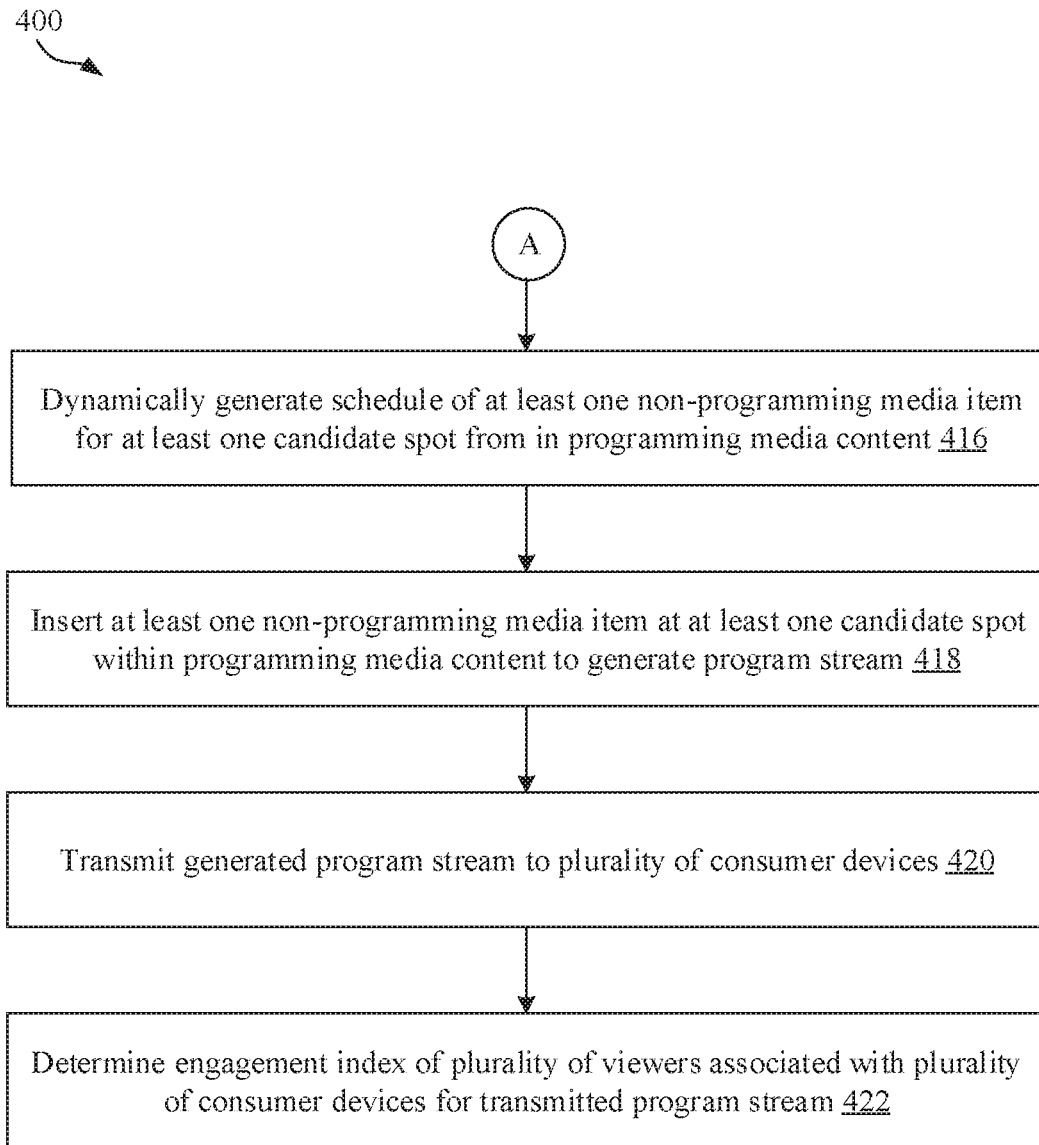 400
A
Dynamically generate schedule of at least one non-programming media item
for at least one candidate spot from in programming media content 416
Insert at least one non-programming media item at at least one candidate spot
within programming media content to generate program stream 418
Transmit generated program stream to plurality of consumer devices 420
Determine engagement index of plurality of viewers associated with plurality
of consumer devices for transmitted program stream 422